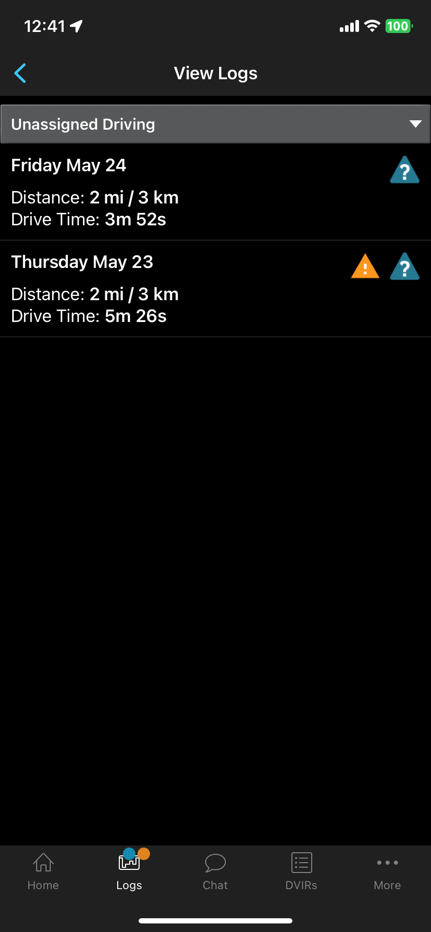 12:41
100
View Logs
Unassigned Driving
Friday May 24
?
Distance: 2 mi / 3 km
Drive Time: 3m 52s
Thursday May 23
! ?
Distance: 2 mi / 3 km
Drive Time: 5m 26s
Home Logs Chat DVIRs More